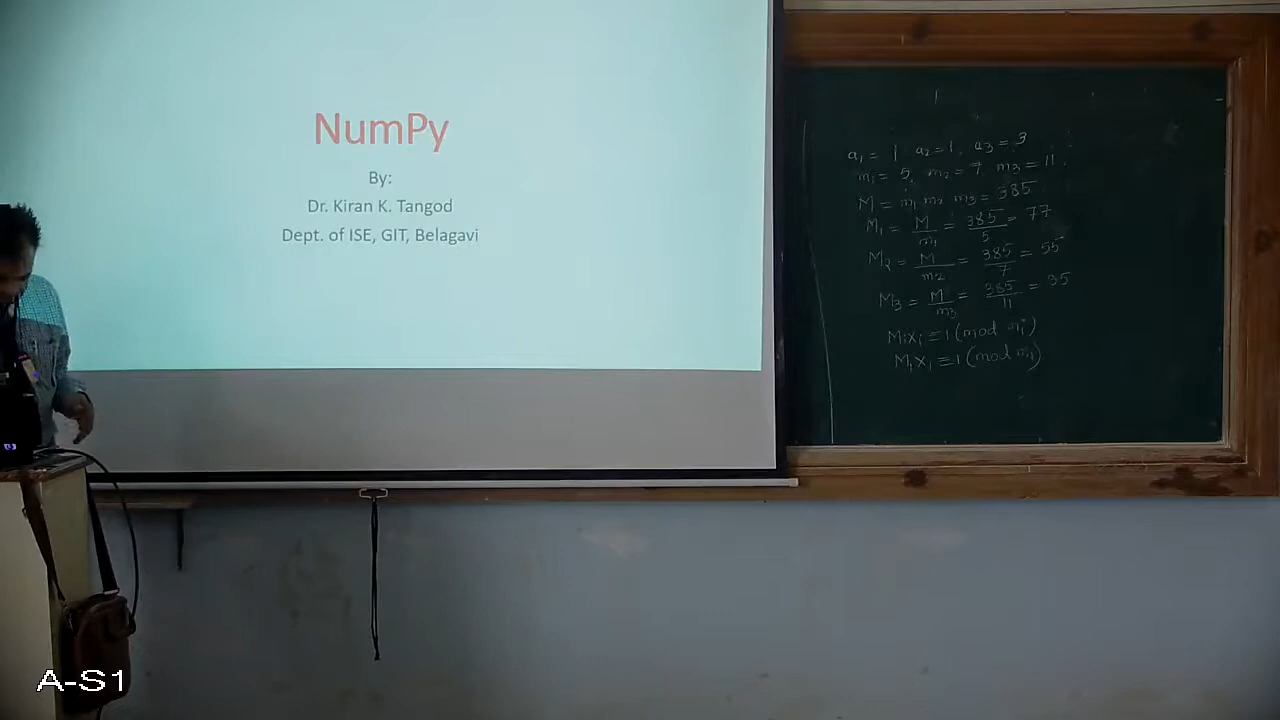 NumPy
By:
Dr. Kiran K. Tangod
Dept. of ISE, GIT, Belagavi
a₁ = 1 a₂ = 1, a₃ = 3
m₁ = 5, m₂ = 7 m₃ = 11
M = m₁ m₂ m₃ = 385
M₁ = M/m₁ = 385/5 = 77
M₂ = M/m₂ = 385/7 = 55
M₃ = M/m₃ = 385/11 = 35
Mᵢxᵢ ≡ 1 (mod mᵢ)
M₁x₁ ≡ 1 (mod m₁)
A-S1